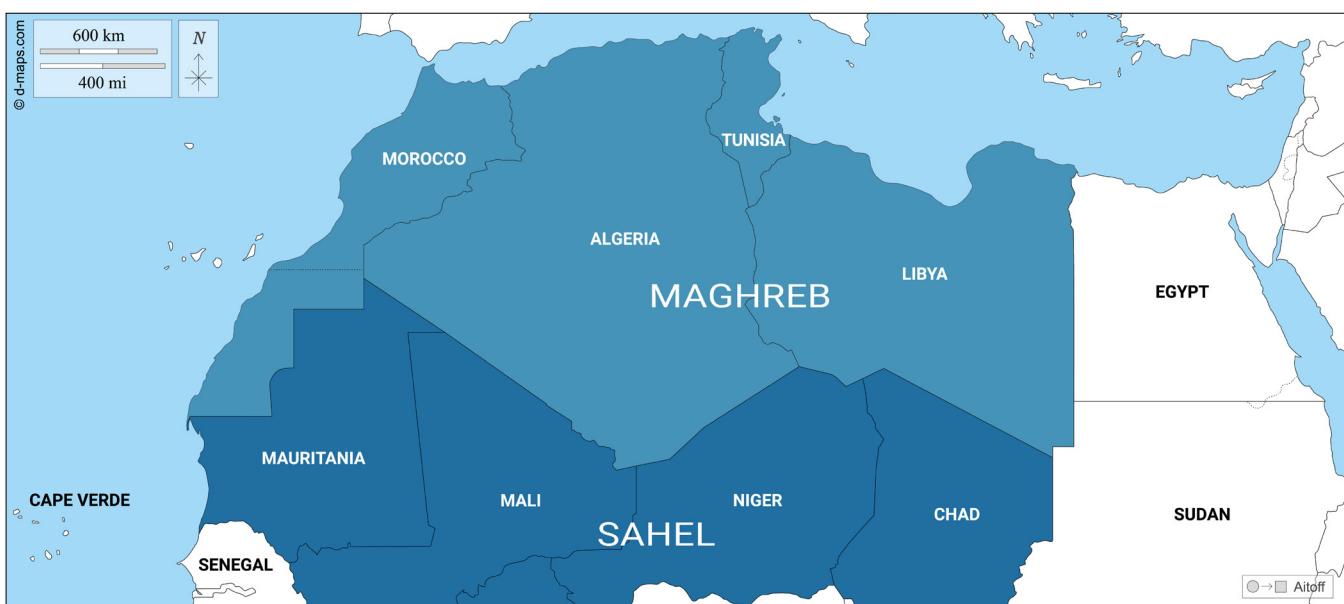 © d-maps.com
600 km
400 mi
N
MOROCCO
TUNISIA
ALGERIA
LIBYA
MAGHREB
EGYPT
MAURITANIA
MALI
NIGER
CHAD
SUDAN
CAPE VERDE
SAHEL
SENEGAL
Aitoff